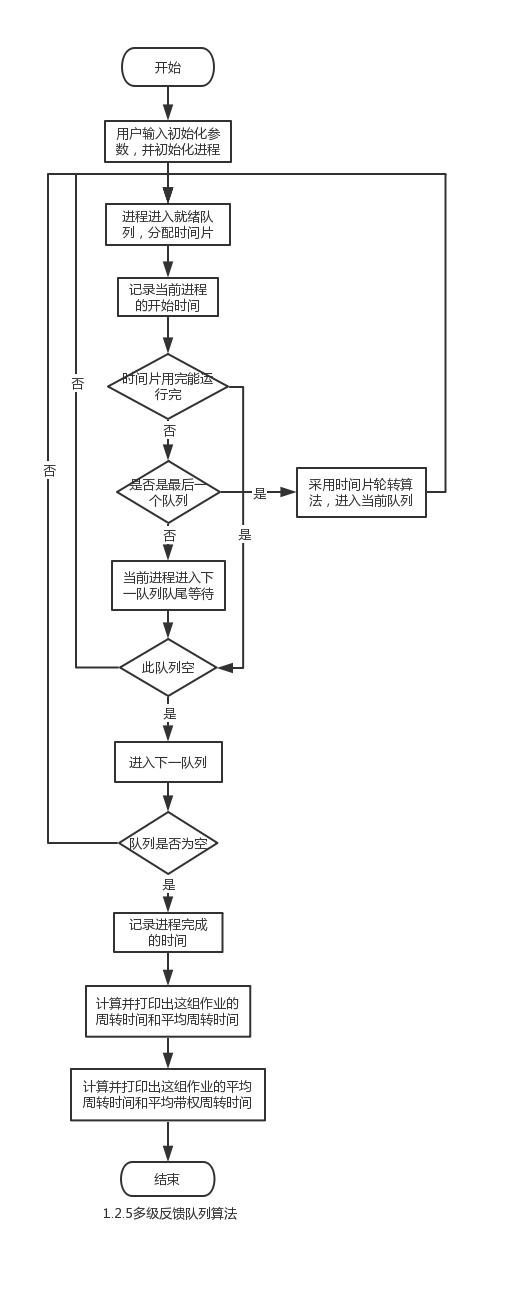 开始
用户输入初始化参
数，并初始化进程
进程进入就绪队
列，分配时间片
记录当前进程
的开始时间
时间片用完能运
行完
否
否
是否是最后一
个队列
是
采用时间片轮转算
法，进入当前队列
否
否
是
当前进程进入下
一队列队尾等待
此队列空
是
进入下一队列
队列是否为空
是
记录进程完成
的时间
计算并打印出这组作业的
周转时间和平均周转时间
计算并打印出这组作业的平均
周转时间和平均带权周转时间
结束
1.2.5多级反馈队列算法